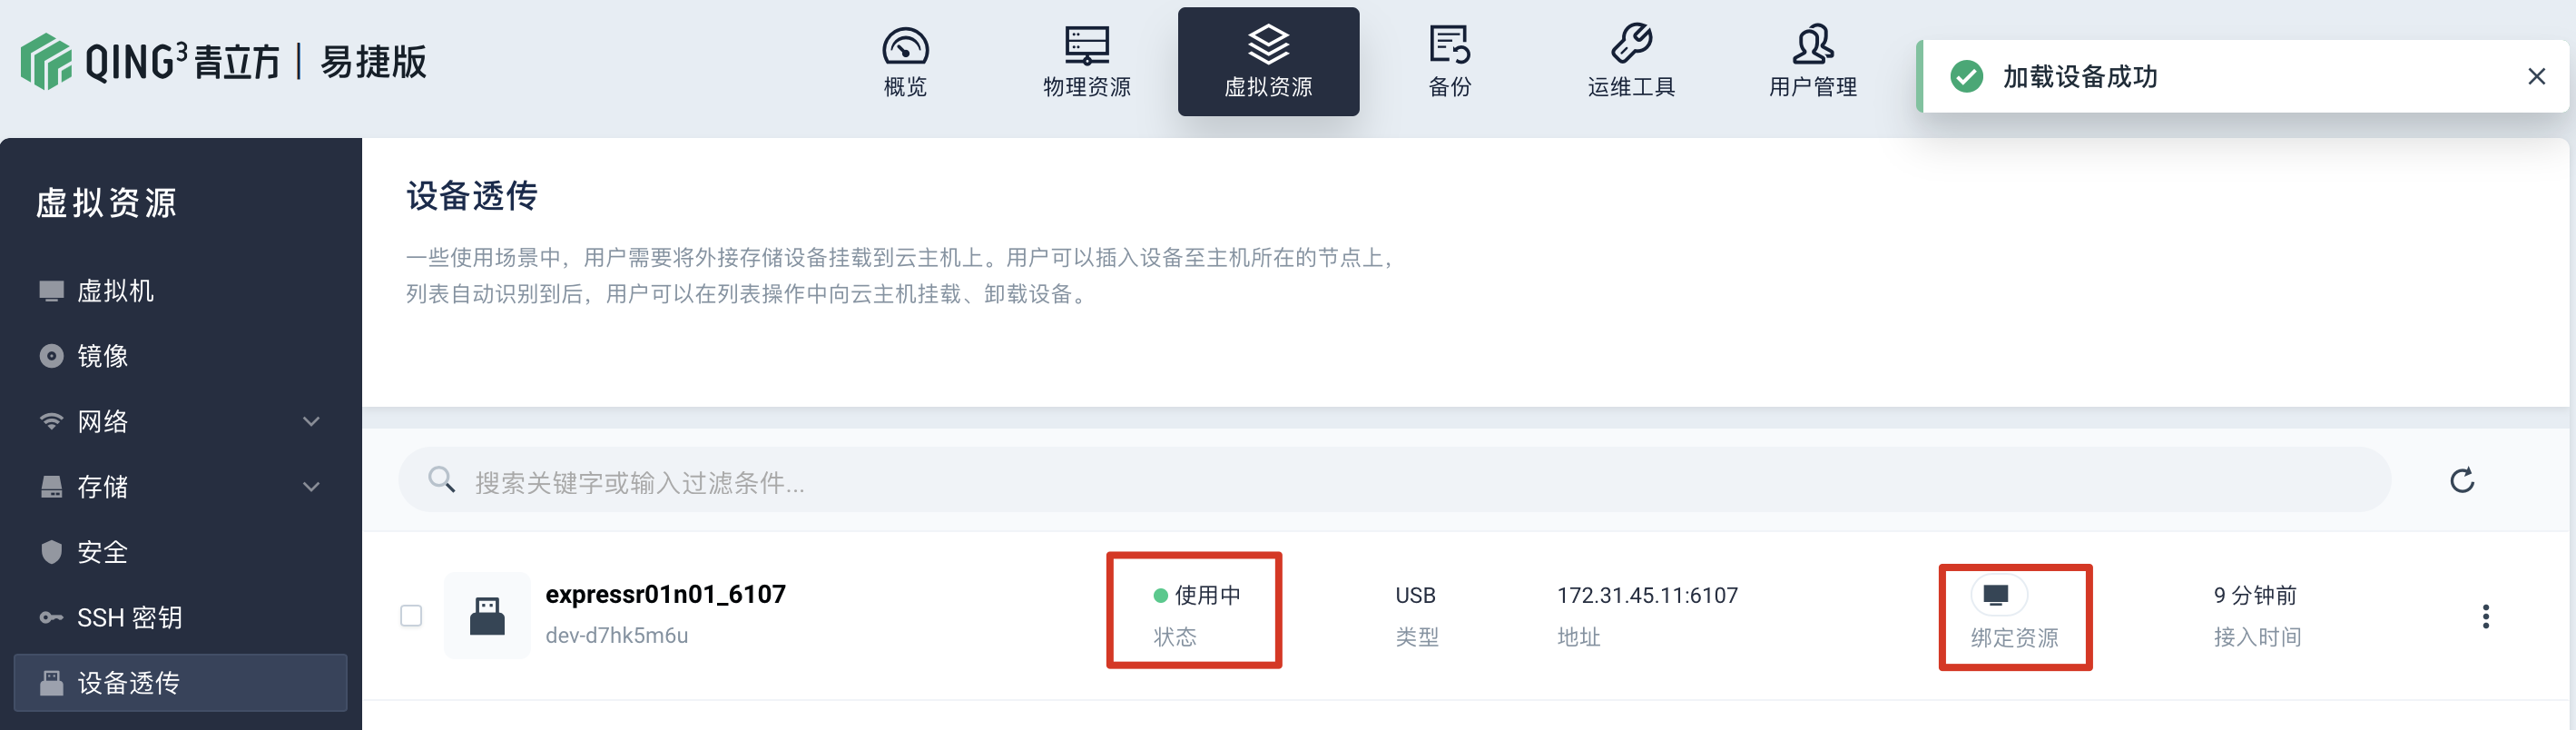 QING³青立方 | 易捷版
概览
物理资源
虚拟资源
备份
运维工具
用户管理
加载设备成功
虚拟资源
虚拟机
镜像
网络
存储
安全
SSH 密钥
设备透传
设备透传
一些使用场景中，用户需要将外接存储设备挂载到云主机上。用户可以插入设备至主机所在的节点上，
列表自动识别到后，用户可以在列表操作中向云主机挂载、卸载设备。
搜索关键字或输入过滤条件...
expressr01n01_6107
dev-d7hk5m6u
使用中
状态
USB
类型
172.31.45.11:6107
地址
绑定资源
9 分钟前
接入时间